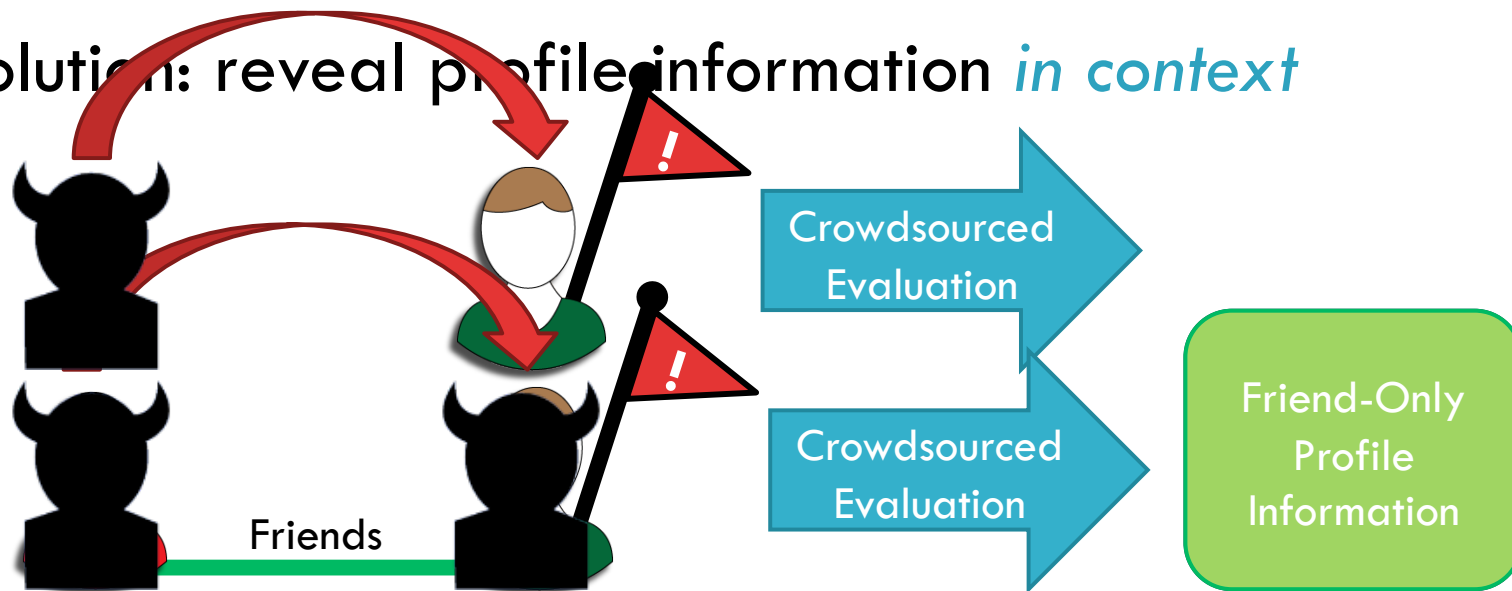 olution: reveal profile information in context
!
Crowdsourced
Evaluation
!
Crowdsourced
Evaluation
Friend-Only
Profile
Information
Friends